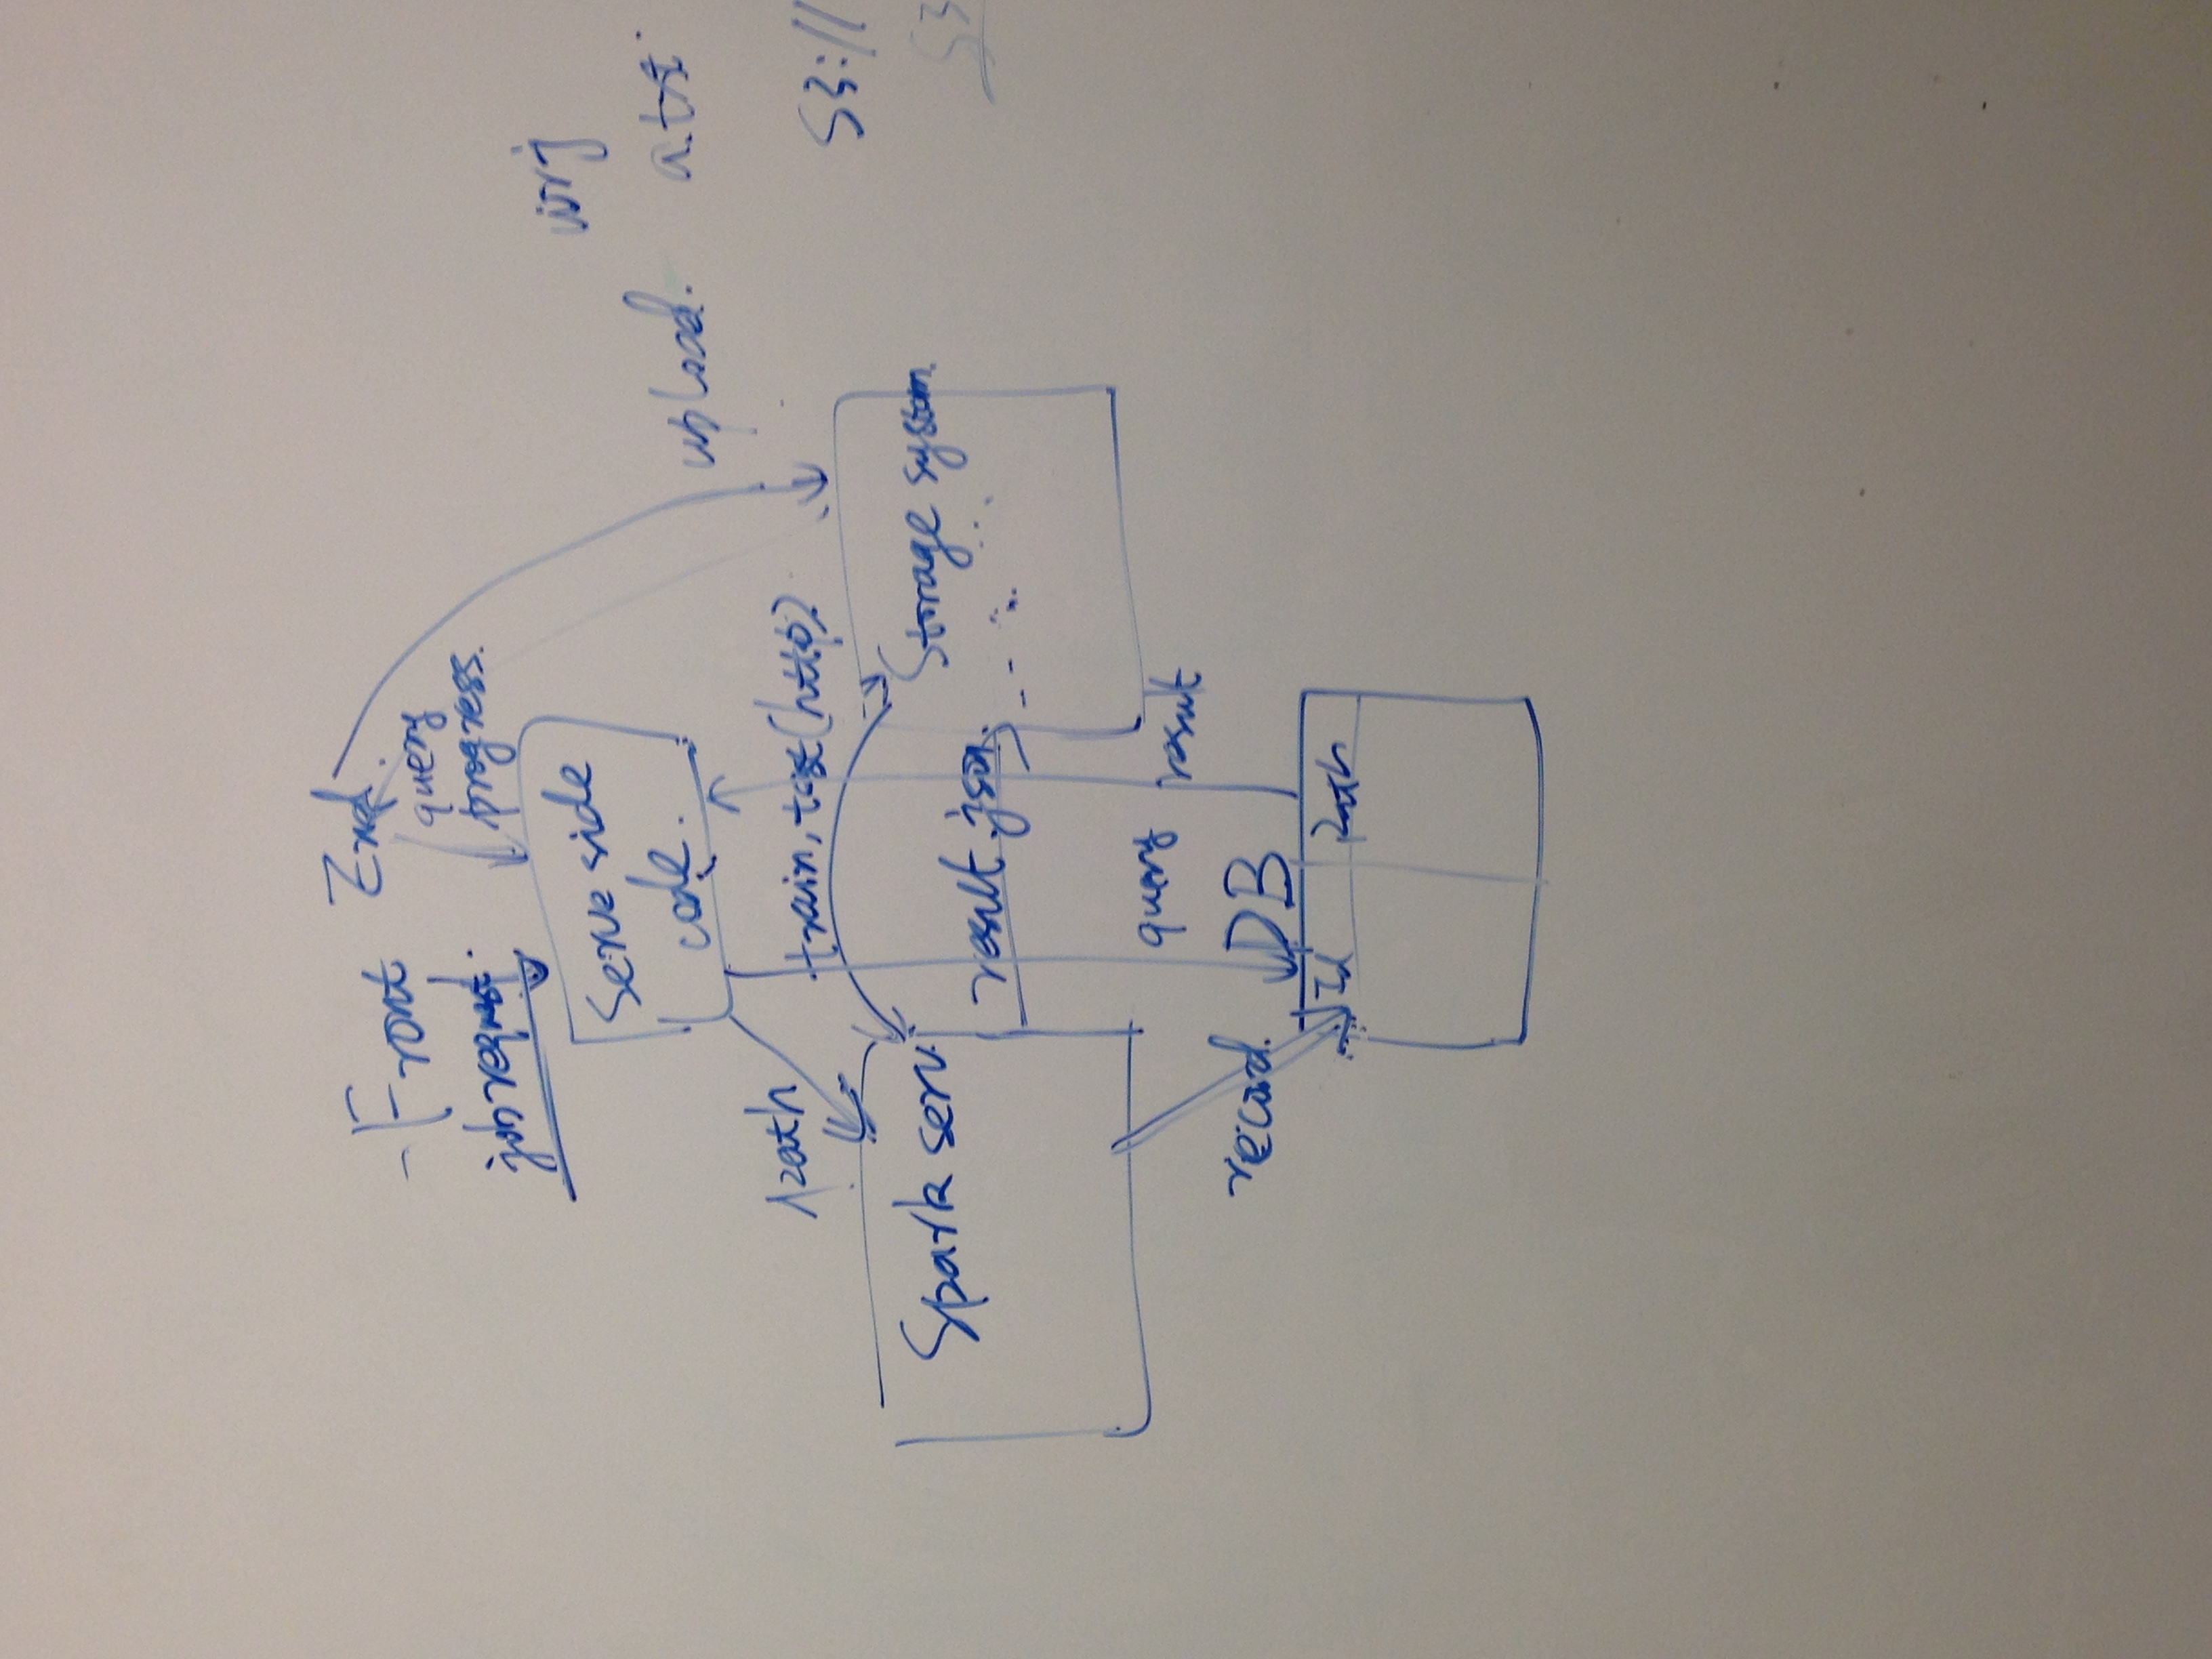 Front End.
job request.
query
progress.
Serve side
code.
upload.
a.txt
path
train, test (http)
S3://
Spark serv.
Storage system
result.json
S3
query
result
record.
DB
Id
Path